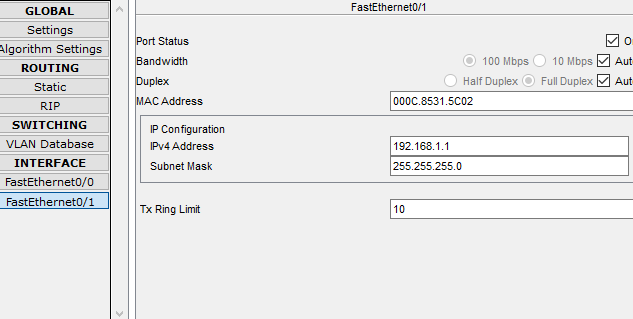 GLOBAL
Settings
Algorithm Settings
ROUTING
Static
RIP
SWITCHING
VLAN Database
INTERFACE
FastEthernet0/0
FastEthernet0/1
FastEthernet0/1
Port Status
Bandwidth 100 Mbps 10 Mbps
Duplex Half Duplex Full Duplex
MAC Address 000C.8531.5C02
IP Configuration
IPv4 Address 192.168.1.1
Subnet Mask 255.255.255.0
Tx Ring Limit 10